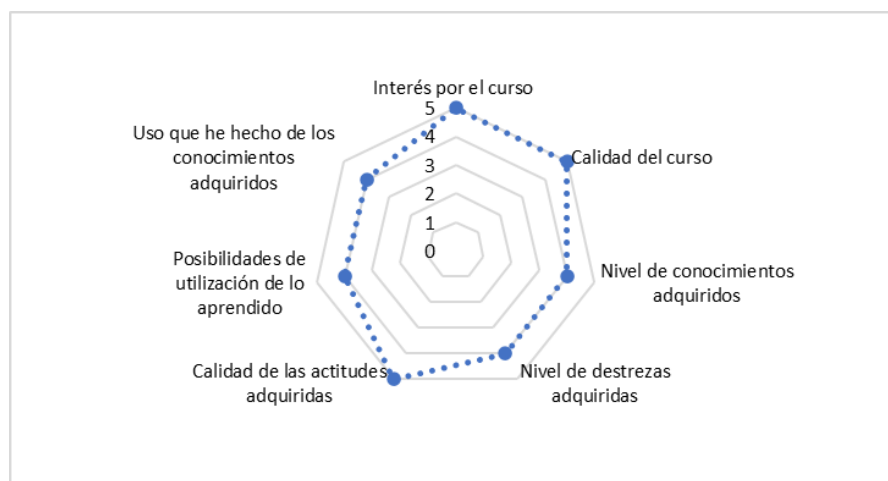 Interés por el curso
5
4
3
2
1
0
Calidad del curso
Nivel de conocimientos
adquiridos
Nivel de destrezas
adquiridas
Calidad de las actitudes
adquiridas
Posibilidades de
utilización de lo
aprendido
Uso que he hecho de los
conocimientos
adquiridos